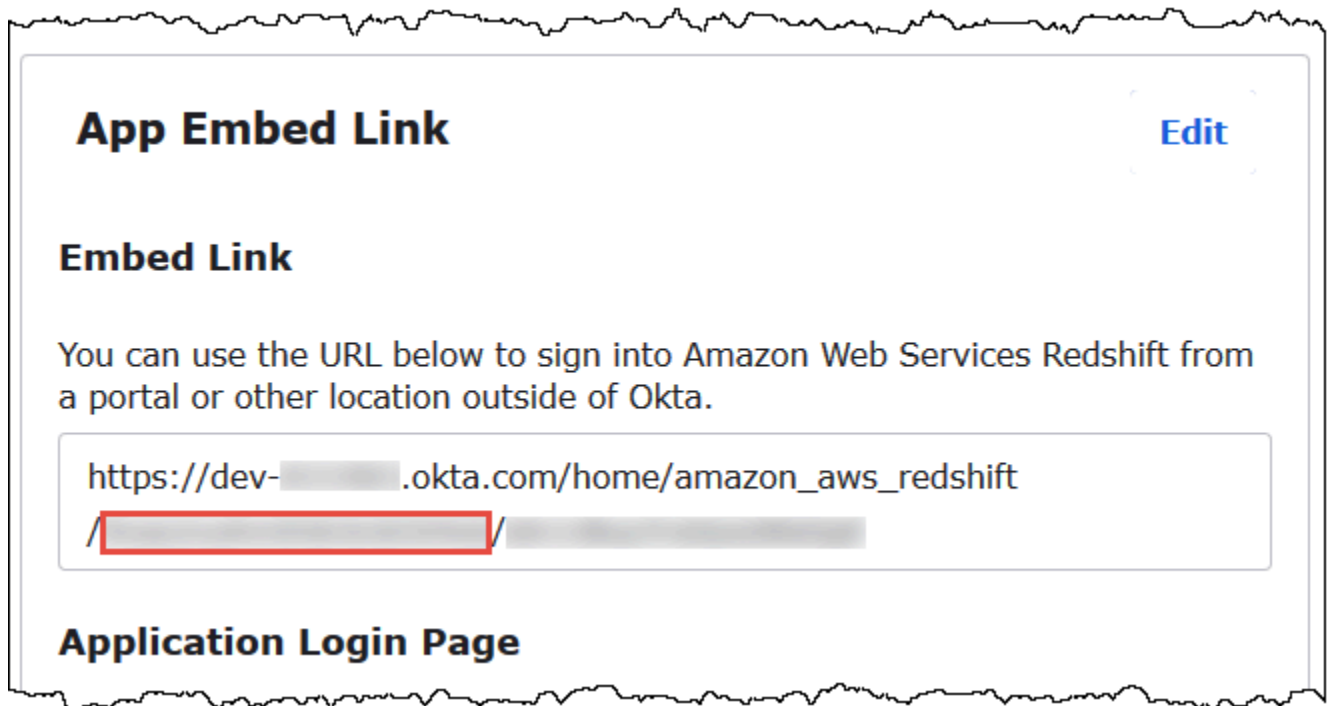 App Embed Link
Edit
Embed Link
You can use the URL below to sign into Amazon Web Services Redshift from
a portal or other location outside of Okta.
https://dev- .okta.com/home/amazon_aws_redshift
/ /
Application Login Page